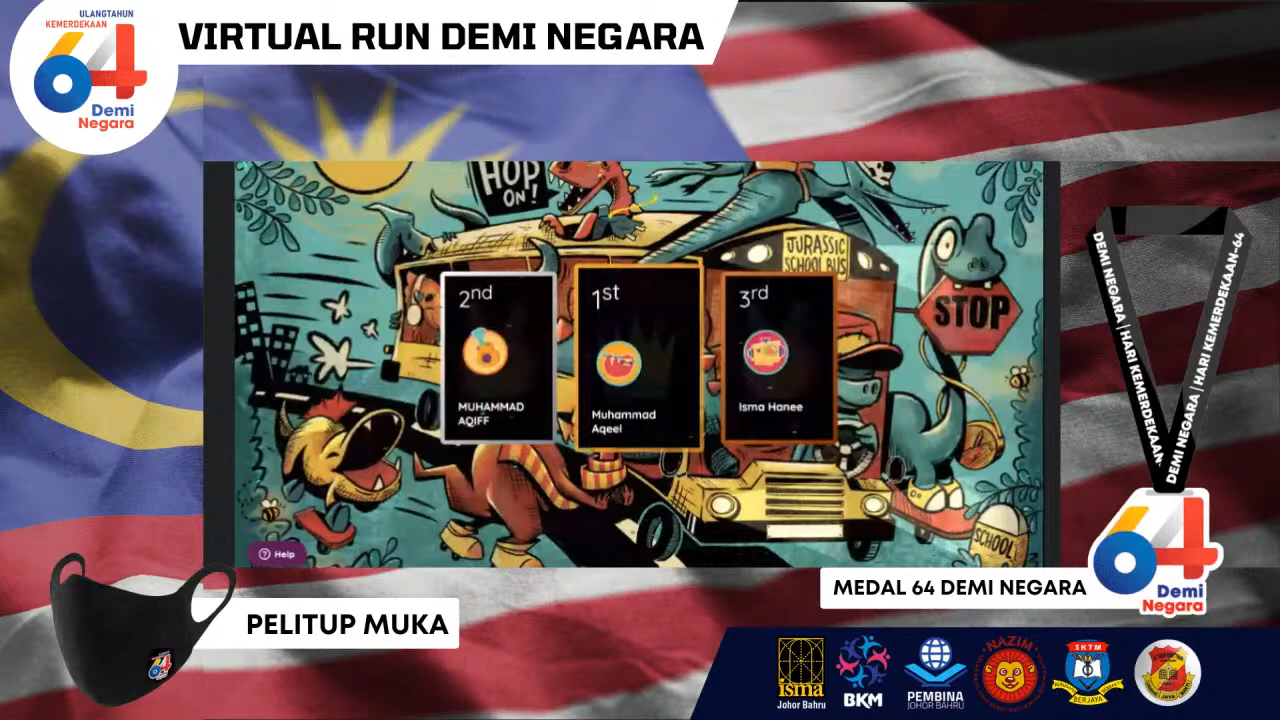 ULANGTAHUN
KEMERDEKAAN
64
Demi
Negara
VIRTUAL RUN DEMI NEGARA
HOP
ON!
JURASSIC
SCHOOL BUS
STOP
2nd
MUHAMMAD
AQIFF
1st
Muhammad
Aqeel
3rd
Isma Hanee
SCHOOL
Help
DEMI NEGARA | HARI KEMERDEKAAN
DEMI NEGARA | HARI KEMERDEKAAN-64
64
Demi
Negara
MEDAL 64 DEMI NEGARA
64
PELITUP MUKA
isma
Johor Bahru
BKM
PEMBINA
JOHOR BAHRU
NAZIM
SKTM
BERJAYA